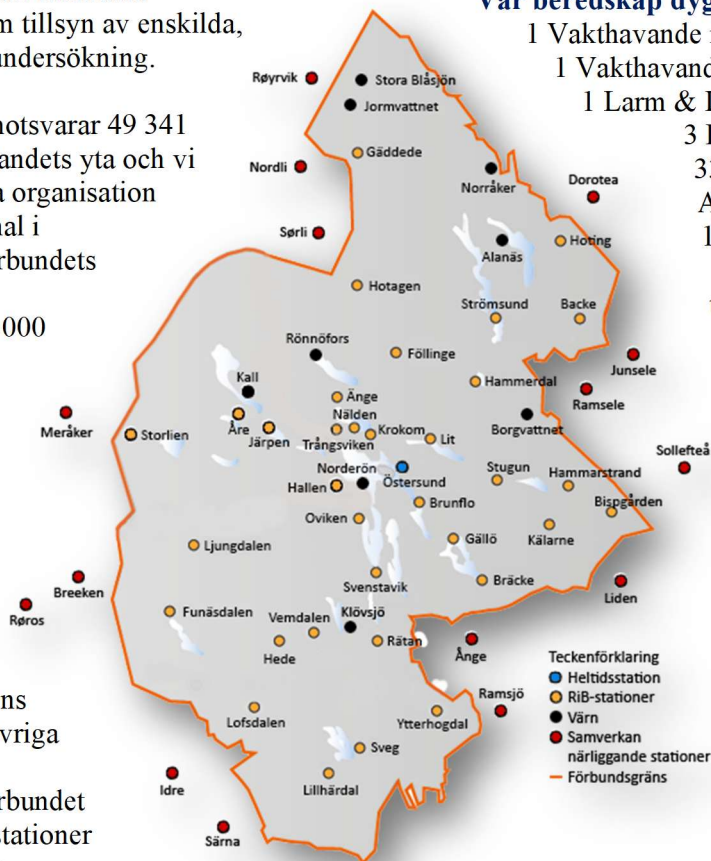 m tillsyn av enskilda,
undersökning.
motsvarar 49 341
landets yta och vi
a organisation
nal i
rbundets
000
Vår beredskap dyg
1 Vakthavande
1 Vakthavand
1 Larm &
3
33
A
1
Røyrvik
Stora Blåsjön
Jormvattnet
Gäddede
Nordli
Norråker
Dorotea
Sørli
Alanäs
Hoting
Hotagen
Strömsund
Backe
Rönnöfors
Föllinge
Junsele
Kall
Hammerdal
Ramsele
Änge
Meråker
Storlien
Åre
Järpen
Nälden
Trångsviken
Krokom
Lit
Borgvattnet
Sollefteå
Norderön
Östersund
Stugun
Hammarstrand
Hallen
Brunflo
Bispgården
Oviken
Gällö
Kälarne
Ljungdalen
Svenstavik
Bräcke
Breeken
Liden
Røros
Funäsdalen
Vemdalen
Klövsjö
Hede
Rätan
Ånge
Ramsjö
Lofsdalen
Ytterhogdal
Sveg
Idre
Lillhärdal
Särna
Teckenförklaring
Heltidsstation
RiB-stationer
Värn
Samverkan
närliggande stationer
Förbundsgräns
ns
vriga
rbundet
stationer